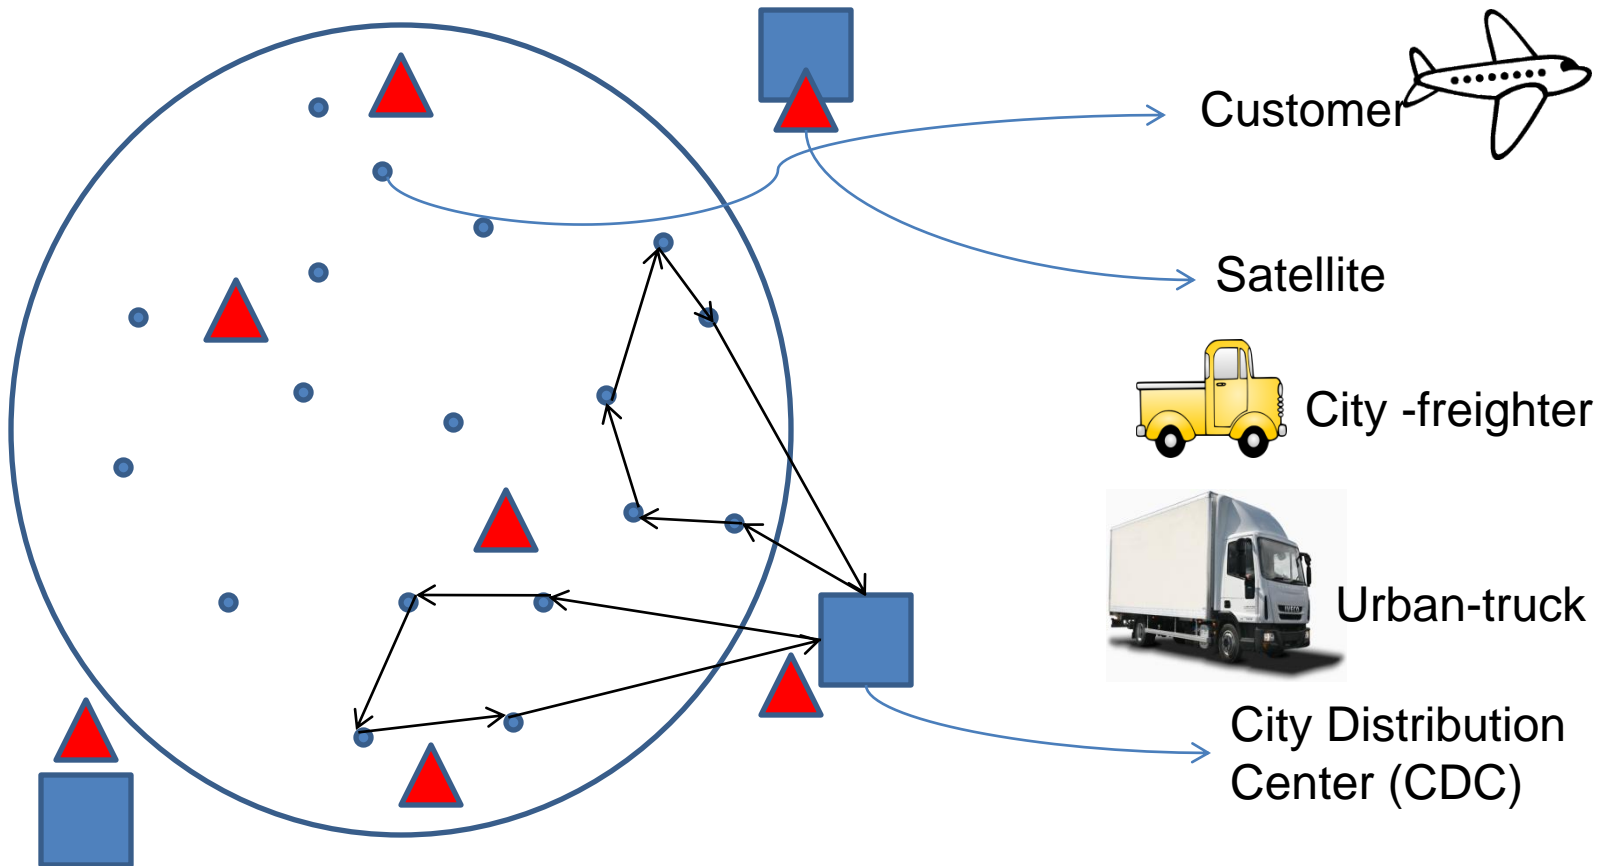 Customer
Satellite
City -freighter
Urban-truck
City Distribution
Center (CDC)